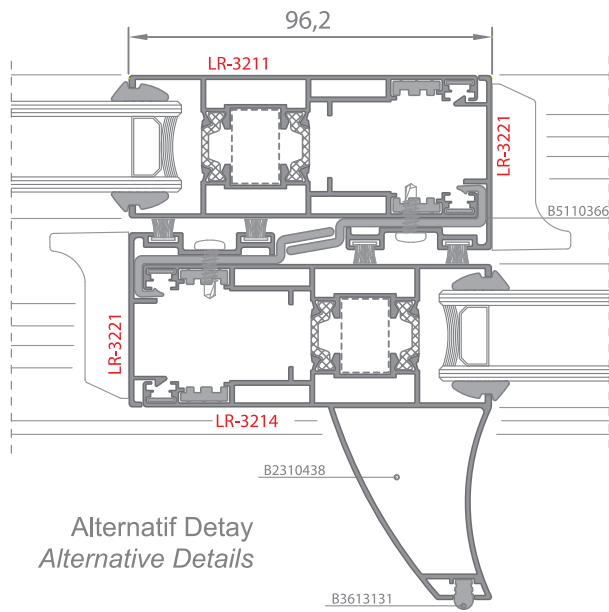 96,2
LR-3211
LR-3221
B5110366
LR-3221
LR-3214
B2310438
Alternatif Detay
Alternative Details
B3613131